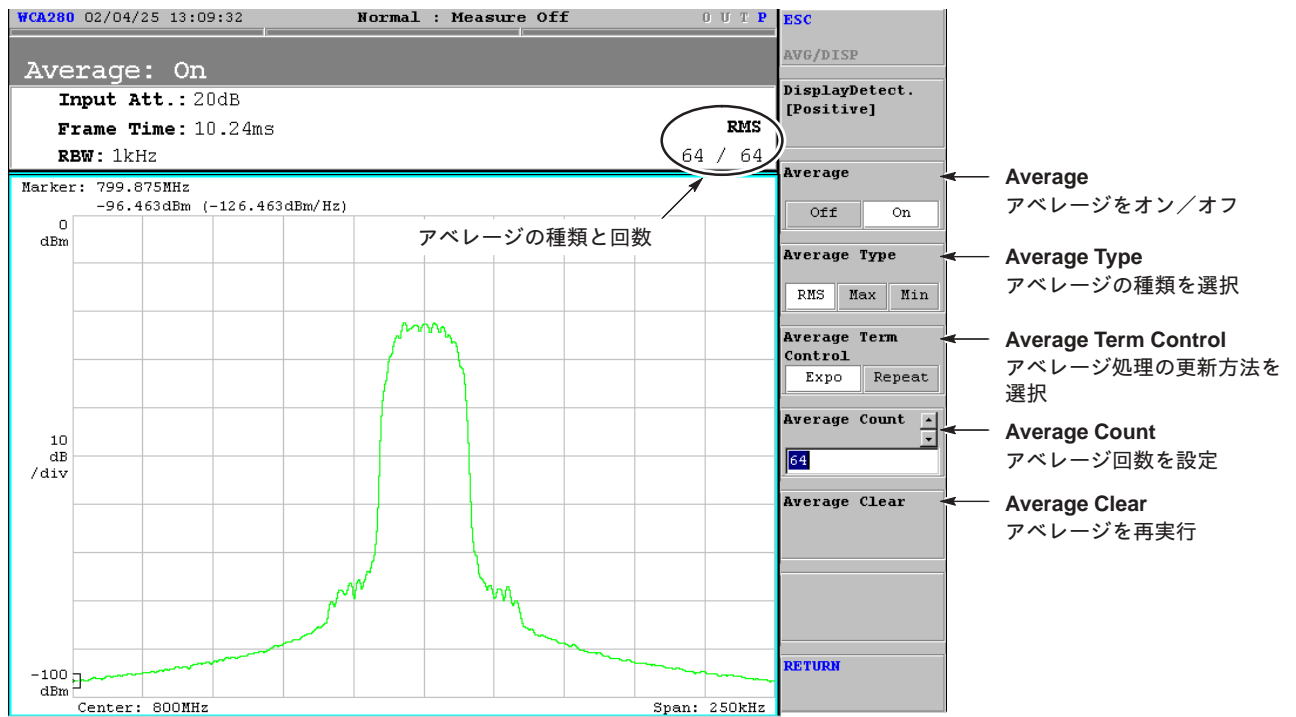 WCA280 02/04/25 13:09:32 Normal : Measure Off O U T P
Average: On
Input Att.: 20dB
Frame Time: 10.24ms
RBW: 1kHz
RMS
64 / 64
Marker: 799.875MHz
-96.463dBm (-126.463dBm/Hz)
0
dBm
アベレージの種類と回数
10
dB
/div
-100
dBm
Center: 800MHz
Span: 250kHz
ESC
AVG/DISP
DisplayDetect.
[Positive]
Average
Off On
Average Type
RMS Max Min
Average Term
Control
Expo Repeat
Average Count
64
Average Clear
RETURN
Average
アベレージをオン／オフ
Average Type
アベレージの種類を選択
Average Term Control
アベレージ処理の更新方法を
選択
Average Count
アベレージ回数を設定
Average Clear
アベレージを再実行